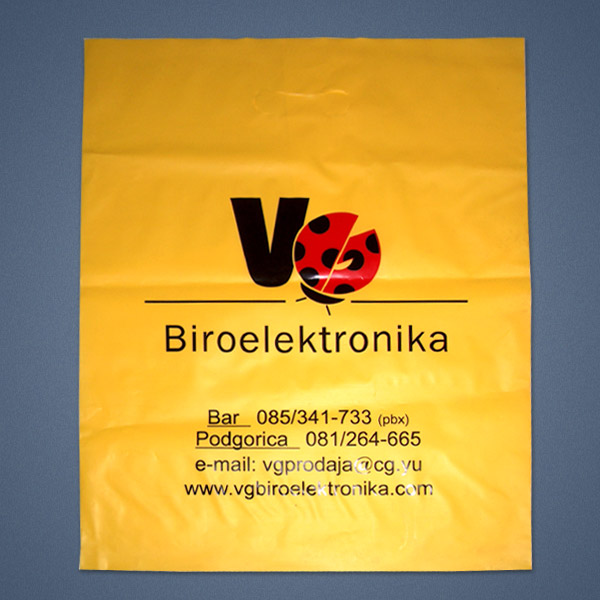 VG
Biroelektronika
Bar 085/341-733 (pbx)
Podgorica 081/264-665
e-mail: vgprodaja@cg.yu
www.vgbiroelektronika.com